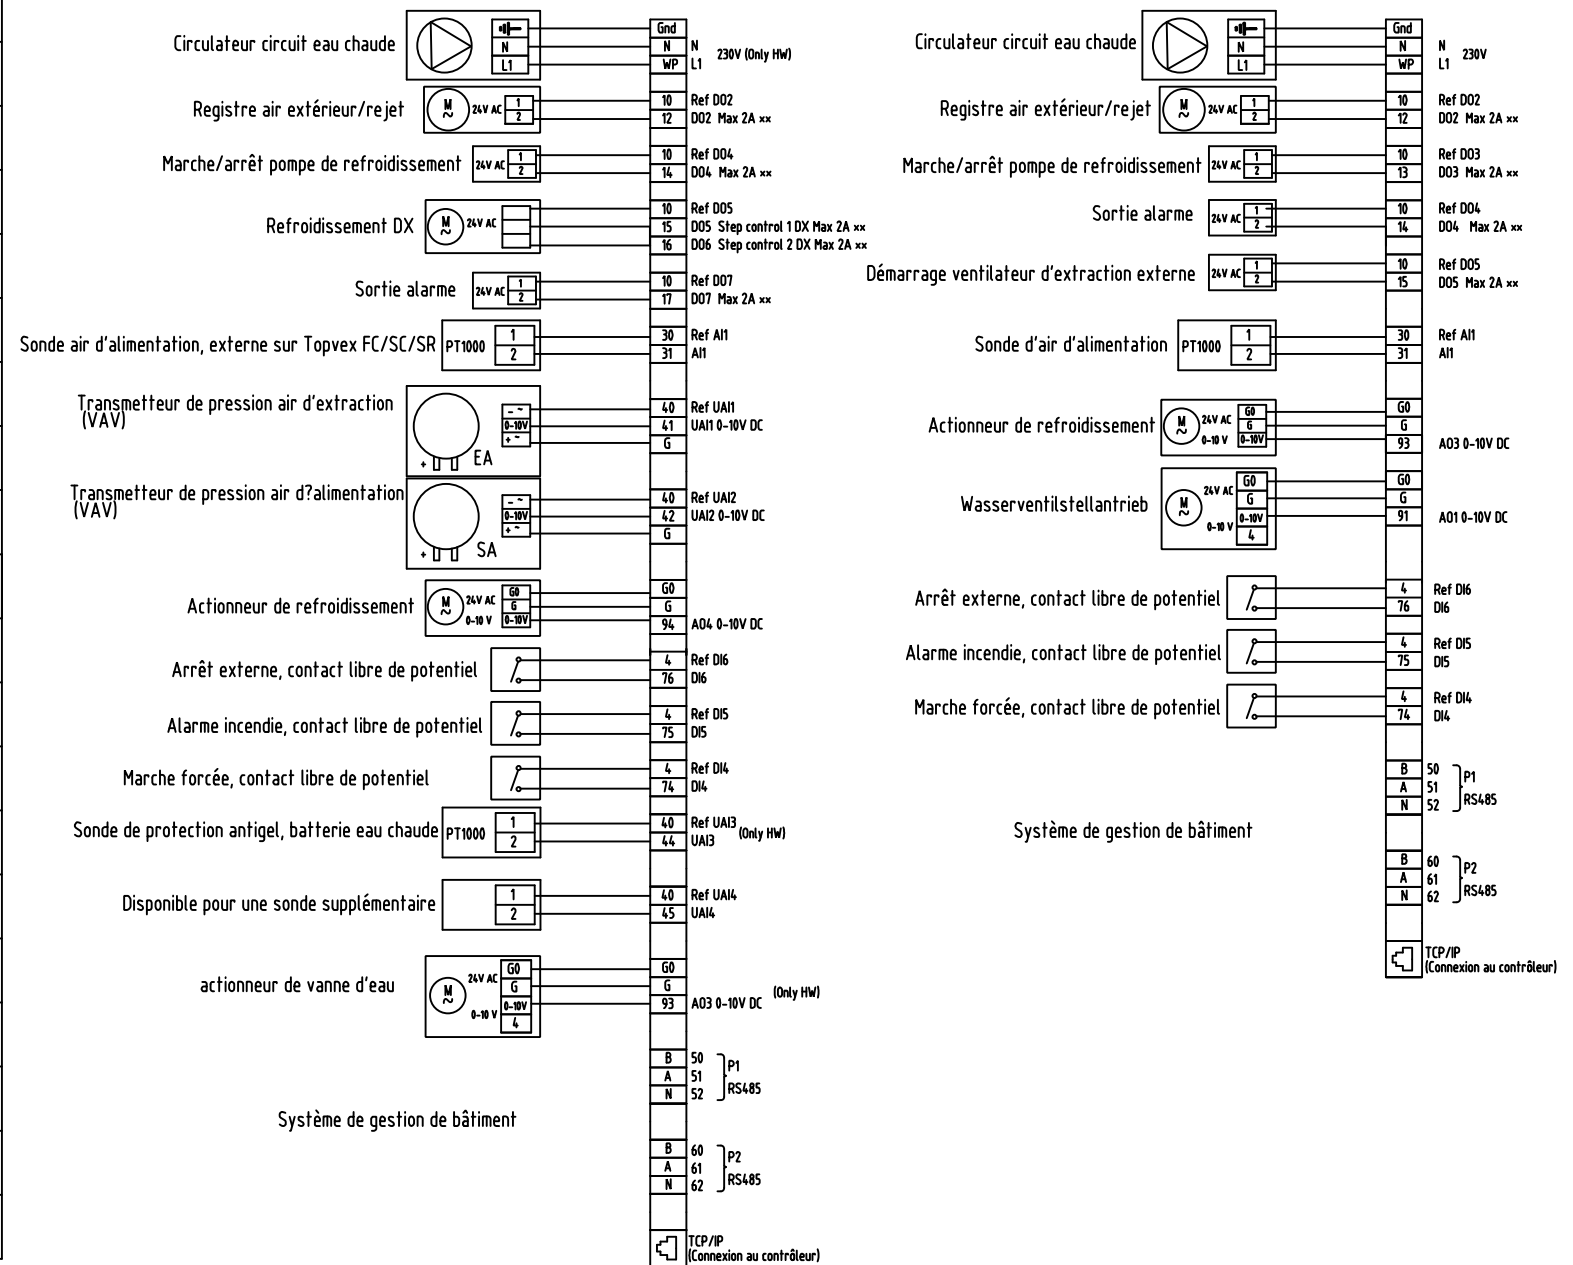 Circulateur circuit eau chaude
N
L1
Gnd
N N
WP L1
230V (Only HW)
Registre air extérieur/rejet
M
~
24V AC
1
2
10 Ref DO2
12 DO2 Max 2A xx
Marche/arrêt pompe de refroidissement
24V AC
1
2
10 Ref DO4
14 DO4 Max 2A xx
Refroidissement DX
M
~
24V AC
10 Ref DO5
15 DO5 Step control 1 DX Max 2A xx
16 DO6 Step control 2 DX Max 2A xx
Sortie alarme
24V AC
1
2
10 Ref DO7
17 DO7 Max 2A xx
Sonde air d'alimentation, externe sur Topvex FC/SC/SR
PT1000
1
2
30 Ref AI1
31 AI1
Transmetteur de pression air d'extraction
(VAV)
- ~
0-10V
+ ~
+
EA
40 Ref UAI1
41 UAI1 0-10V DC
G
Transmetteur de pression air d?alimentation
(VAV)
- ~
0-10V
+ ~
+
SA
40 Ref UAI2
42 UAI2 0-10V DC
G
Actionneur de refroidissement
M
~
24V AC
0-10 V
G0
G
0-10V
G0
G
94 AO4 0-10V DC
Arrêt externe, contact libre de potentiel
4 Ref DI6
76 DI6
Alarme incendie, contact libre de potentiel
4 Ref DI5
75 DI5
Marche forcée, contact libre de potentiel
4 Ref DI4
74 DI4
Sonde de protection antigel, batterie eau chaude
PT1000
1
2
40 Ref UAI3
44 UAI3
(Only HW)
Disponible pour une sonde supplémentaire
1
2
40 Ref UAI4
45 UAI4
actionneur de vanne d'eau
M
~
24V AC
0-10 V
G0
G
0-10V
4
G0
G
93 AO3 0-10V DC
(Only HW)
Système de gestion de bâtiment
B 50
A 51
N 52
P1
RS485
B 60
A 61
N 62
P2
RS485
TCP/IP
(Connexion au contrôleur)
Circulateur circuit eau chaude
N
L1
Gnd
N N
WP L1
230V
Registre air extérieur/rejet
M
~
24V AC
1
2
10 Ref DO2
12 DO2 Max 2A xx
Marche/arrêt pompe de refroidissement
24V AC
1
2
10 Ref DO3
13 DO3 Max 2A xx
Sortie alarme
24V AC
1
2
10 Ref DO4
14 DO4 Max 2A xx
Démarrage ventilateur d'extraction externe
24V AC
1
2
10 Ref DO5
15 DO5 Max 2A xx
Sonde d'air d'alimentation
PT1000
1
2
30 Ref AI1
31 AI1
Actionneur de refroidissement
M
~
24V AC
0-10 V
G0
G
0-10V
G0
G
93 AO3 0-10V DC
Wasserventilstellantrieb
M
~
24V AC
0-10 V
G0
G
0-10V
4
G0
G
91 AO1 0-10V DC
Arrêt externe, contact libre de potentiel
4 Ref DI6
76 DI6
Alarme incendie, contact libre de potentiel
4 Ref DI5
75 DI5
Marche forcée, contact libre de potentiel
4 Ref DI4
74 DI4
Système de gestion de bâtiment
B 50
A 51
N 52
P1
RS485
B 60
A 61
N 62
P2
RS485
TCP/IP
(Connexion au contrôleur)